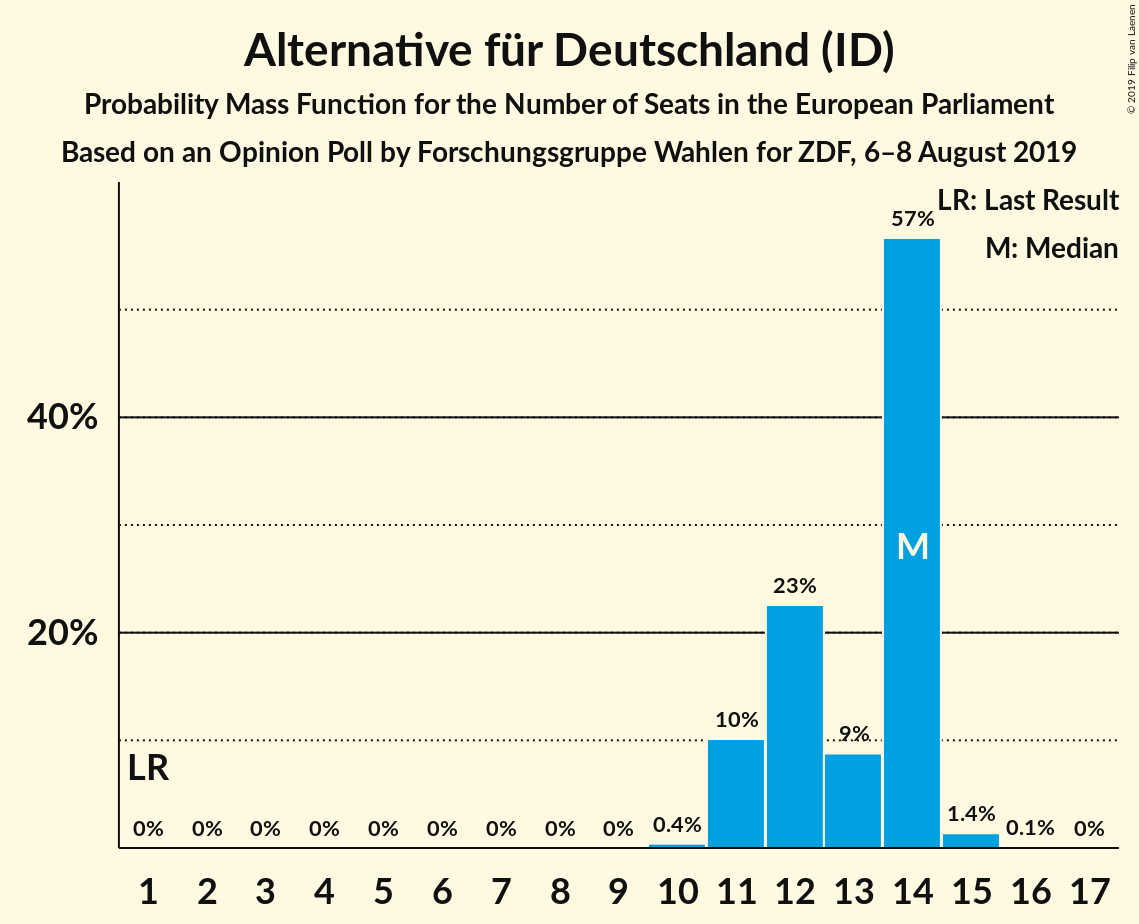 Alternative für Deutschland (ID)
Probability Mass Function for the Number of Seats in the European Parliament
Based on an Opinion Poll by Forschungsgruppe Wahlen for ZDF, 6–8 August 2019
© 2019 Filip van Laenen
LR: Last Result
M: Median
57%
40%
M
23%
20%
10%
9%
LR
0% 0% 0% 0% 0% 0% 0% 0% 0% 0.4% 1.4% 0.1% 0%
1 2 3 4 5 6 7 8 9 10 11 12 13 14 15 16 17